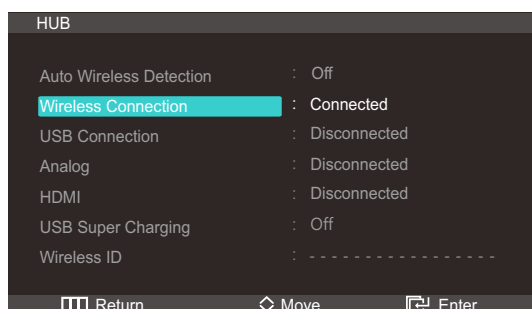 HUB
Auto Wireless Detection : Off
Wireless Connection : Connected
USB Connection : Disconnected
Analog : Disconnected
HDMI : Disconnected
USB Super Charging : Off
Wireless ID : - - - - - - - - - - - - - - - - -
Return Move Enter